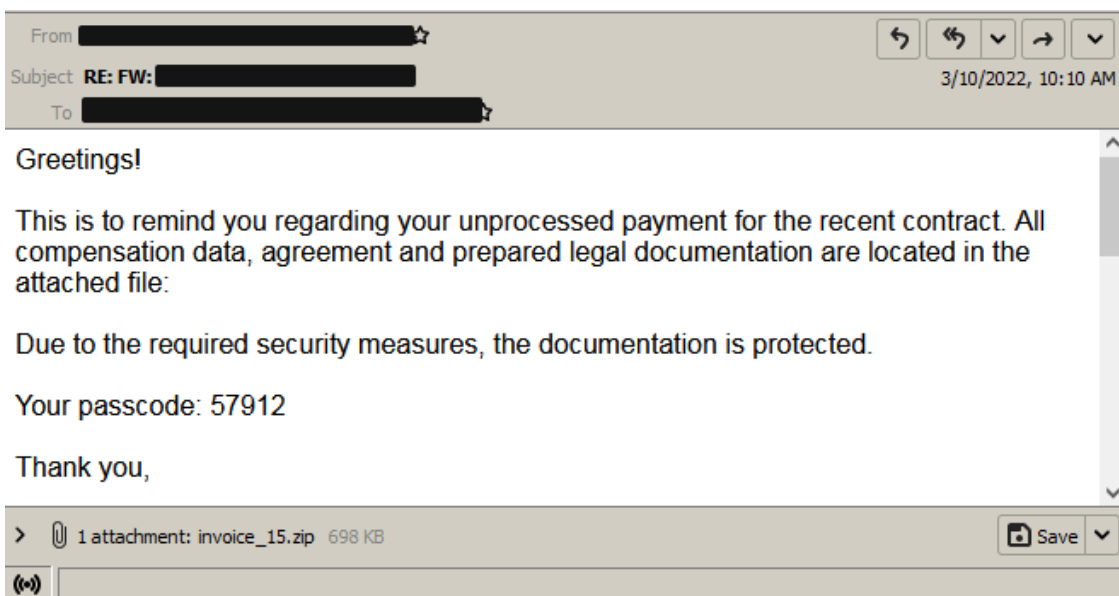 From
Subject RE: FW:
3/10/2022, 10:10 AM
To
Greetings!
This is to remind you regarding your unprocessed payment for the recent contract. All
compensation data, agreement and prepared legal documentation are located in the
attached file:
Due to the required security measures, the documentation is protected.
Your passcode: 57912
Thank you,
1 attachment: invoice_15.zip 698 KB
Save